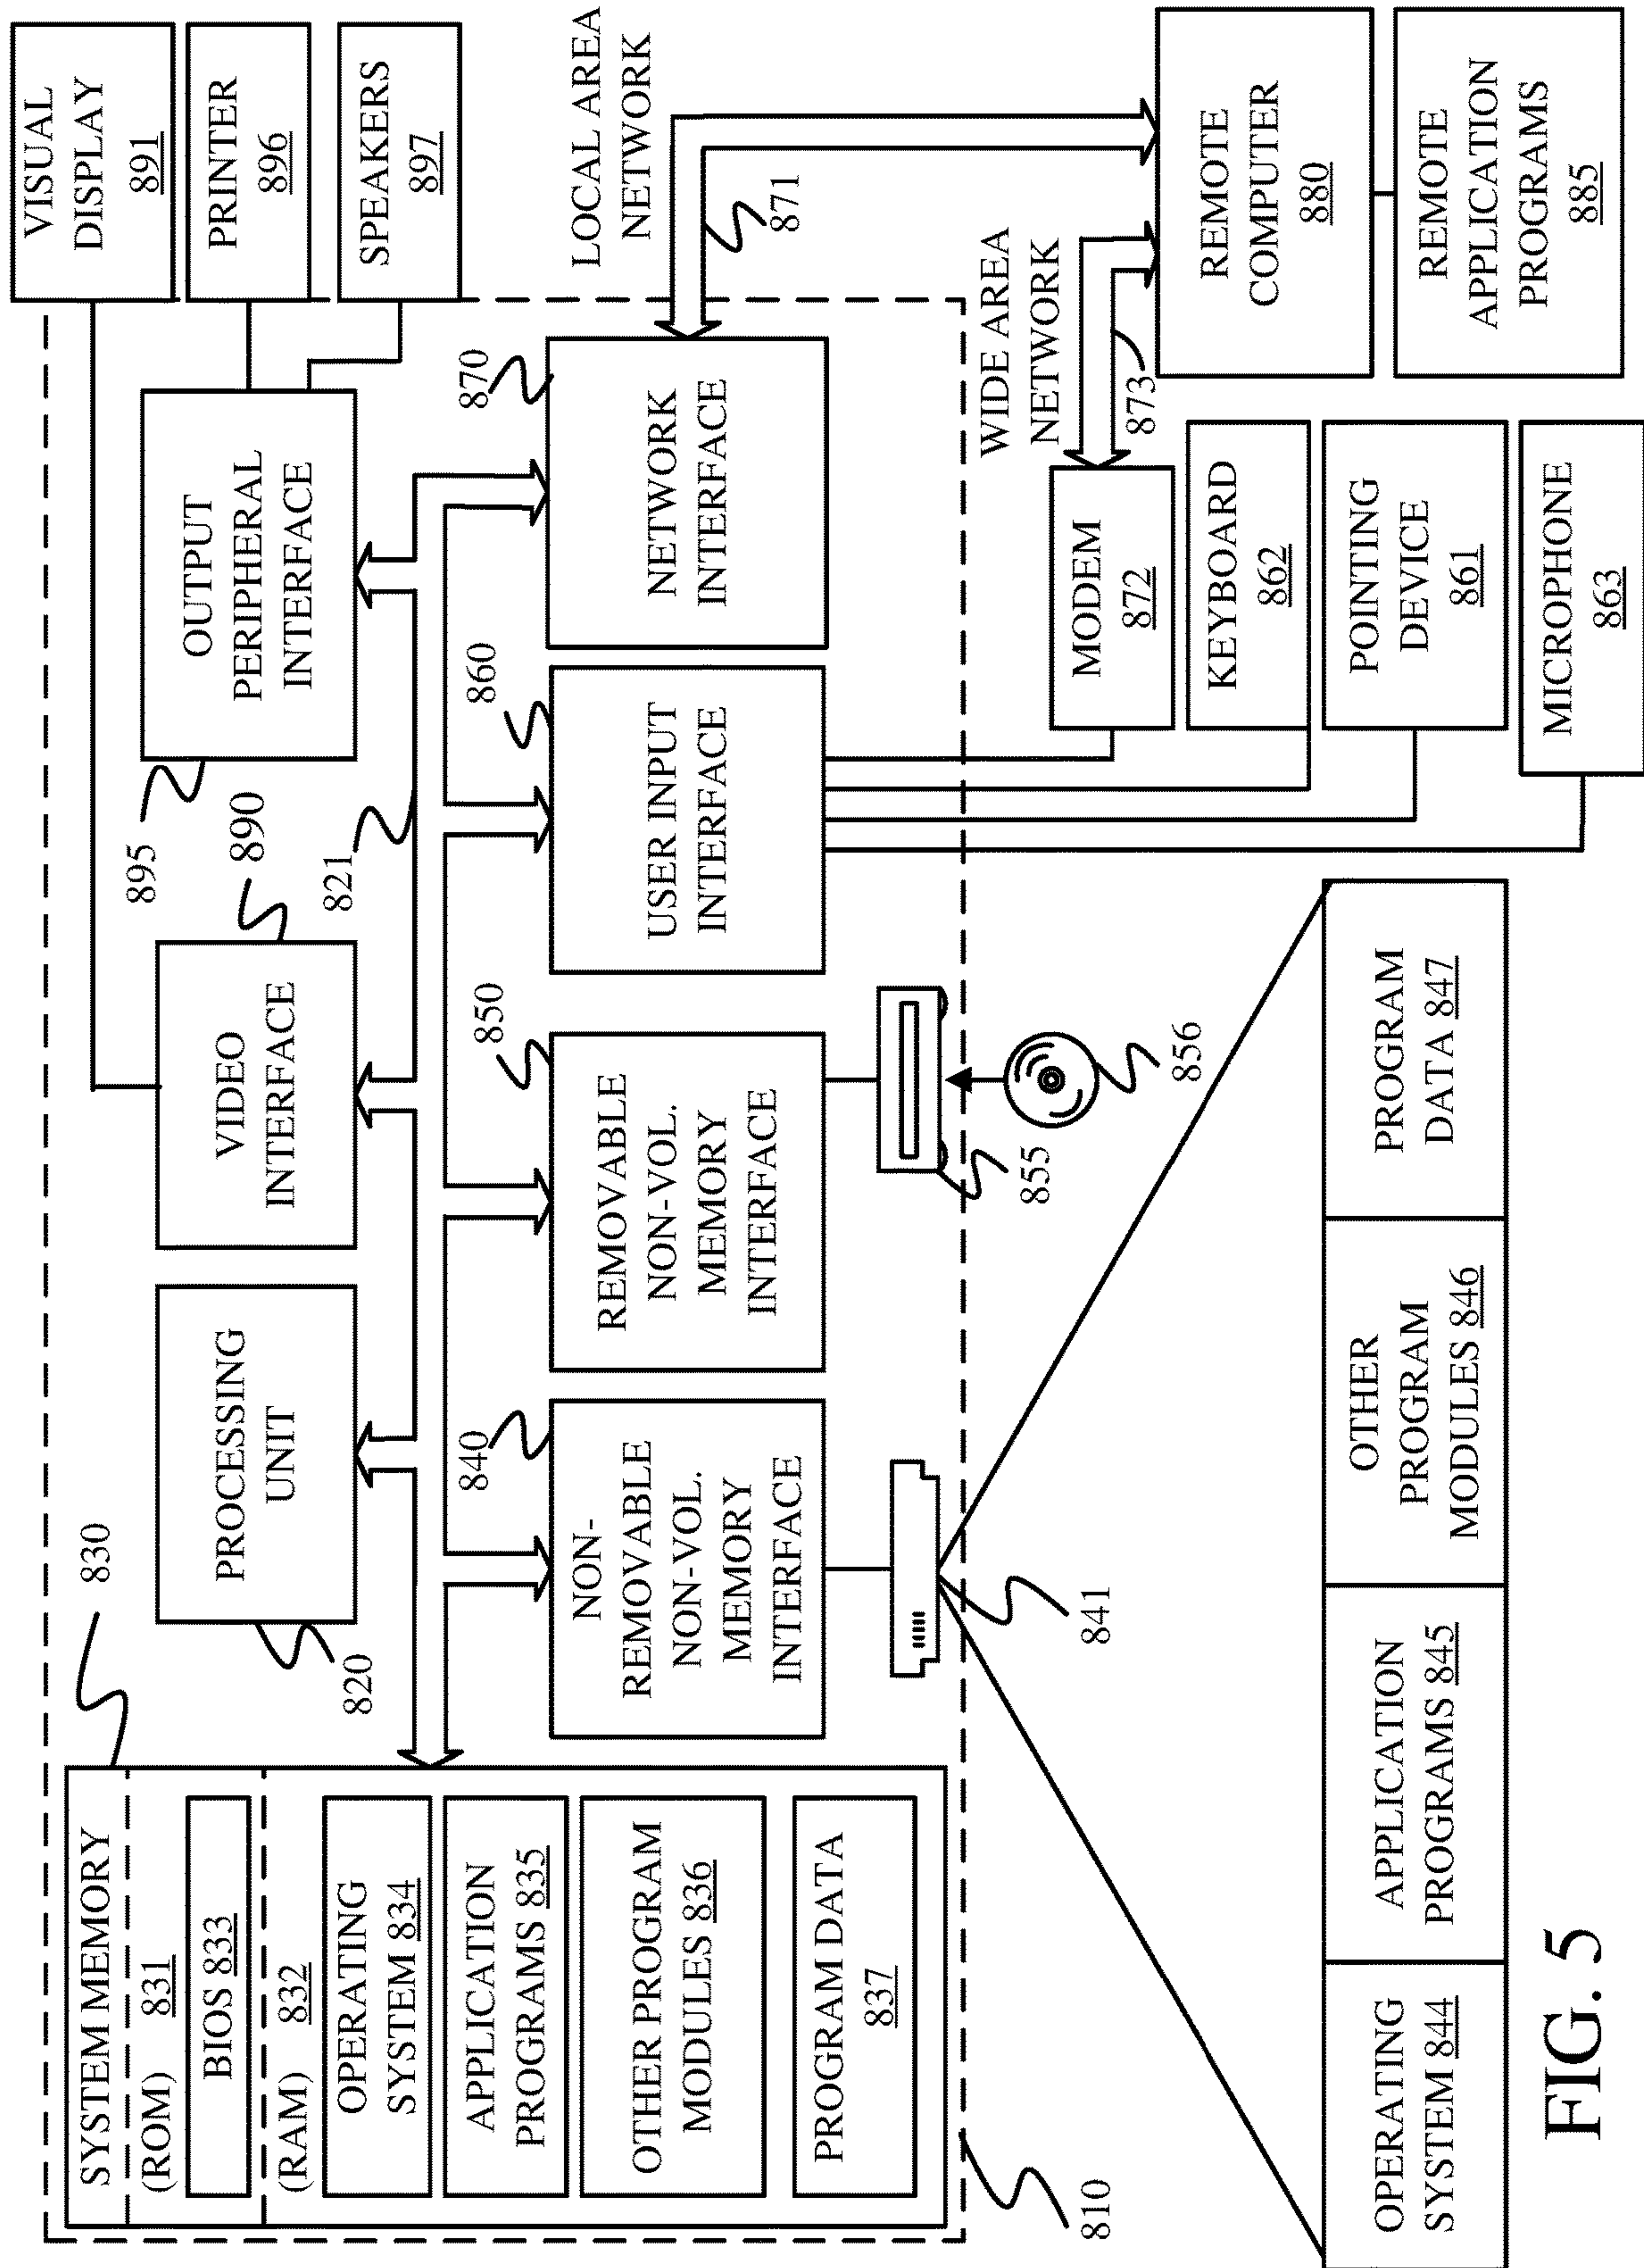 SYSTEM MEMORY
(ROM) 831
BIOS 833
(RAM) 832
OPERATING
SYSTEM 834
APPLICATION
PROGRAMS 835
OTHER PROGRAM
MODULES 836
PROGRAM DATA
837
810
830
PROCESSING
UNIT
820
VIDEO
INTERFACE
890
OUTPUT
PERIPHERAL
INTERFACE
895
821
VISUAL
DISPLAY
891
PRINTER
896
SPEAKERS
897
NON-
REMOVABLE
NON-VOL.
MEMORY
INTERFACE
840
REMOVABLE
NON-VOL.
MEMORY
INTERFACE
850
USER INPUT
INTERFACE
860
NETWORK
INTERFACE
870
LOCAL AREA
NETWORK
871
841
855
856
WIDE AREA
NETWORK
873
MODEM
872
KEYBOARD
862
POINTING
DEVICE
861
MICROPHONE
863
REMOTE
COMPUTER
880
REMOTE
APPLICATION
PROGRAMS
885
OPERATING
SYSTEM 844
APPLICATION
PROGRAMS 845
OTHER
PROGRAM
MODULES 846
PROGRAM
DATA 847
FIG. 5